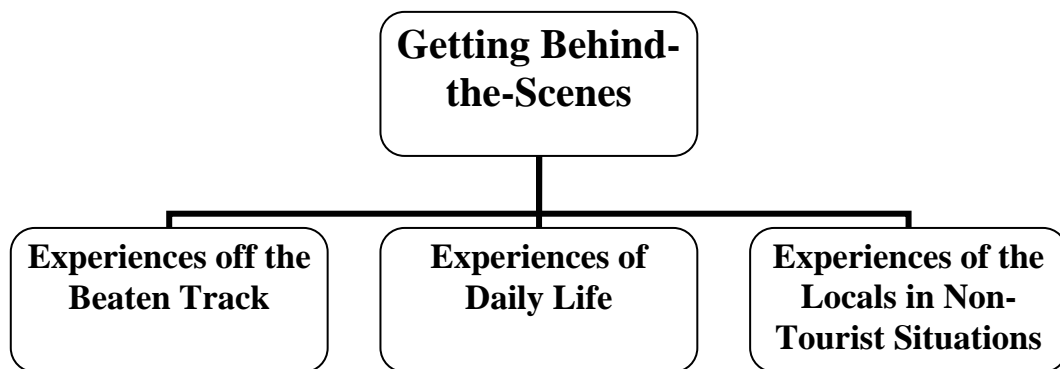 Getting Behind-
the-Scenes
Experiences off the
Beaten Track
Experiences of
Daily Life
Experiences of the
Locals in Non-
Tourist Situations